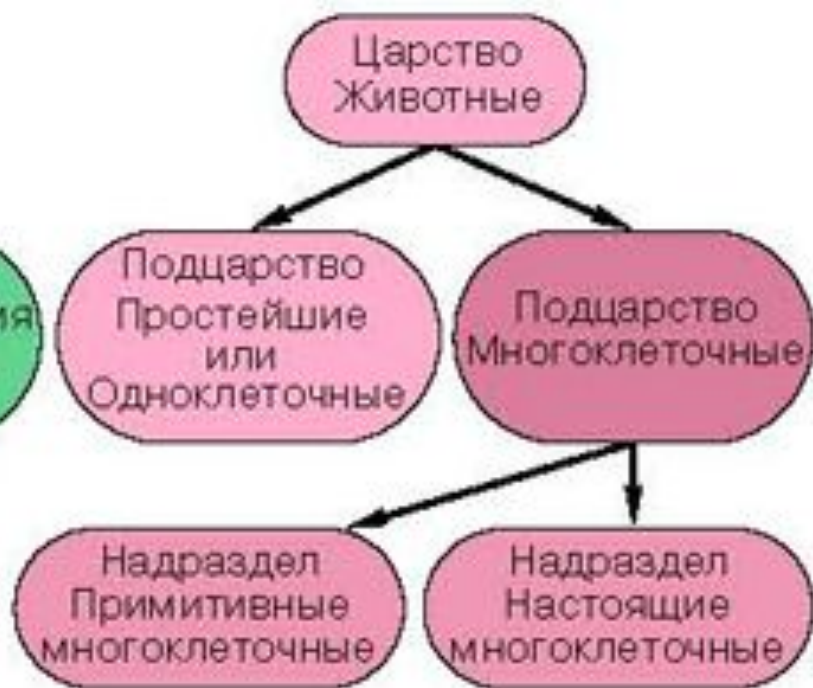 Царство
Животные
Подцарство
Простейшие
или
Одноклеточные
Подцарство
Многоклеточные
Надраздел
Примитивные
многоклеточные
Надраздел
Настоящие
многоклеточные